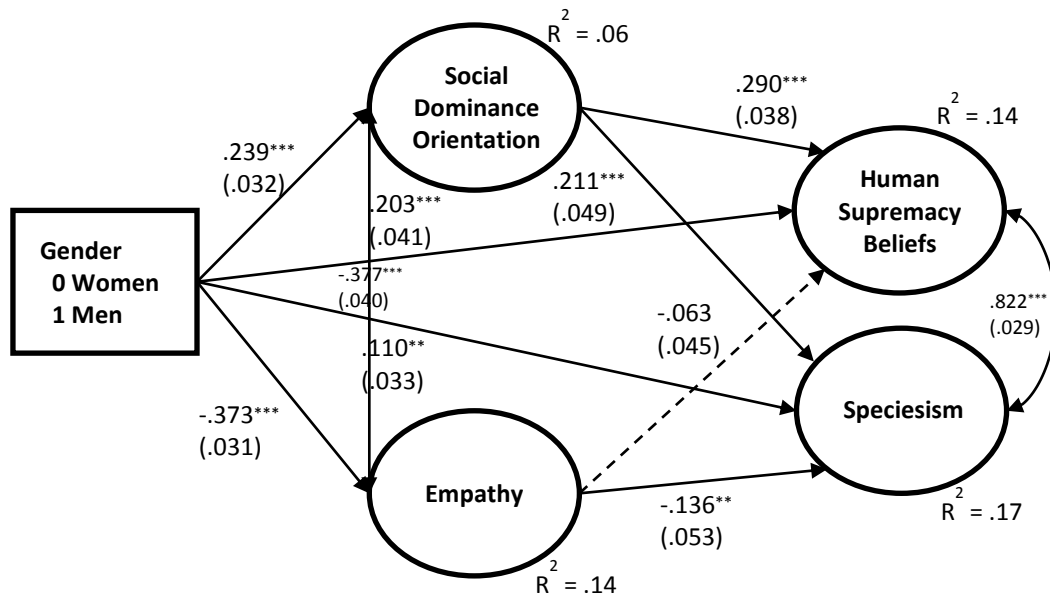 R² = .06
Social
Dominance
Orientation
.290***
(.038)
R² = .14
.239***
(.032)
.203***
(.041)
.211***
(.049)
Human
Supremacy
Beliefs
Gender
0 Women
1 Men
-.377***
(.040)
-.063
(.045)
.822***
(.029)
.110**
(.033)
-.373***
(.031)
Speciesism
Empathy
-.136**
(.053)
R² = .17
R² = .14